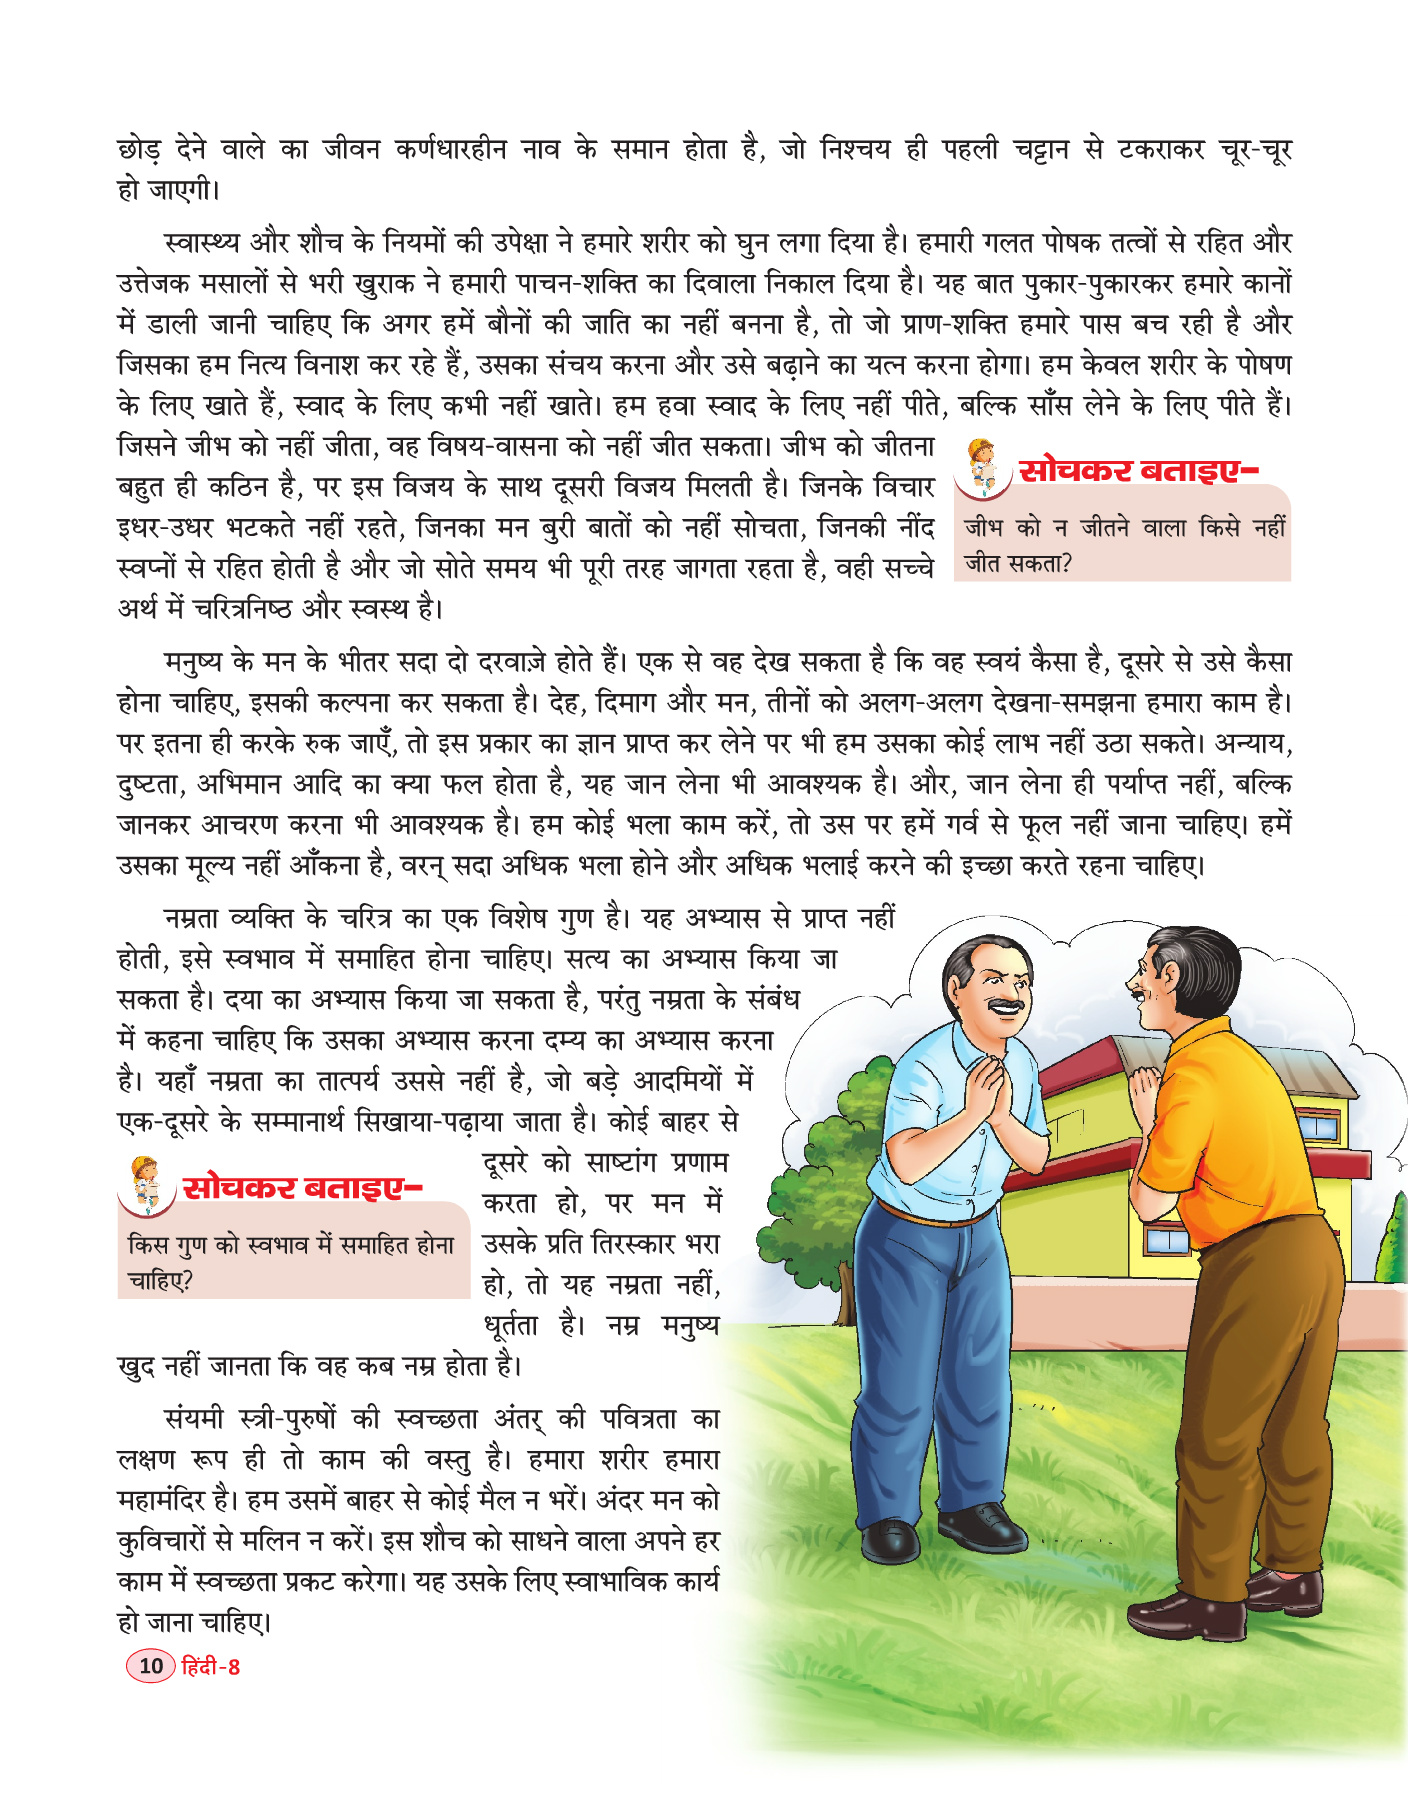 छोड़ देने वाले का जीवन कर्णधारहीन नाव के समान होता है, जो निश्चय ही पहली चट्टान से टकराकर चूर-चूर
हो जाएगी।
स्वास्थ्य और शौच के नियमों की उपेक्षा ने हमारे शरीर को घुन लगा दिया है। हमारी गलत पोषक तत्वों से रहित और
उत्तेजक मसालों से भरी खुराक ने हमारी पाचन-शक्ति का दिवाला निकाल दिया है। यह बात पुकार-पुकारकर हमारे कानों
में डाली जानी चाहिए कि अगर हमें बौनों की जाति का नहीं बनना है, तो जो प्राण-शक्ति हमारे पास बच रही है और
जिसका हम नित्य विनाश कर रहे हैं, उसका संचय करना और उसे बढ़ाने का यत्न करना होगा। हम केवल शरीर के पोषण
के लिए खाते हैं, स्वाद के लिए कभी नहीं खाते। हम हवा स्वाद के लिए नहीं पीते, बल्कि साँस लेने के लिए पीते हैं।
जिसने जीभ को नहीं जीता, वह विषय-वासना को नहीं जीत सकता। जीभ को जीतना
बहुत ही कठिन है, पर इस विजय के साथ दूसरी विजय मिलती है। जिनके विचार
इधर-उधर भटकते नहीं रहते, जिनका मन बुरी बातों को नहीं सोचता, जिनकी नींद
स्वप्नों से रहित होती है और जो सोते समय भी पूरी तरह जागता रहता है, वही सच्चे
अर्थ में चरित्रनिष्ठ और स्वस्थ है।
सोचकर बताइए–
जीभ को न जीतने वाला किसे नहीं
जीत सकता?
मनुष्य के मन के भीतर सदा दो दरवाज़े होते हैं। एक से वह देख सकता है कि वह स्वयं कैसा है, दूसरे से उसे कैसा
होना चाहिए, इसकी कल्पना कर सकता है। देह, दिमाग और मन, तीनों को अलग-अलग देखना-समझना हमारा काम है।
पर इतना ही करके रुक जाएँ, तो इस प्रकार का ज्ञान प्राप्त कर लेने पर भी हम उसका कोई लाभ नहीं उठा सकते। अन्याय,
दुष्टता, अभिमान आदि का क्या फल होता है, यह जान लेना भी आवश्यक है। और, जान लेना ही पर्याप्त नहीं, बल्कि
जानकर आचरण करना भी आवश्यक है। हम कोई भला काम करें, तो उस पर हमें गर्व से फूल नहीं जाना चाहिए। हमें
उसका मूल्य नहीं आँकना है, वरन् सदा अधिक भला होने और अधिक भलाई करने की इच्छा करते रहना चाहिए।
नम्रता व्यक्ति के चरित्र का एक विशेष गुण है। यह अभ्यास से प्राप्त नहीं
होती, इसे स्वभाव में समाहित होना चाहिए। सत्य का अभ्यास किया जा
सकता है। दया का अभ्यास किया जा सकता है, परंतु नम्रता के संबंध
में कहना चाहिए कि उसका अभ्यास करना दम्य का अभ्यास करना
है। यहाँ नम्रता का तात्पर्य उससे नहीं है, जो बड़े आदमियों में
एक-दूसरे के सम्मानार्थ सिखाया-पढ़ाया जाता है। कोई बाहर से
दूसरे को साष्टांग प्रणाम
करता हो, पर मन में
उसके प्रति तिरस्कार भरा
हो, तो यह नम्रता नहीं,
धूर्तता है। नम्र मनुष्य
खुद नहीं जानता कि वह कब नम्र होता है।
सोचकर बताइए–
किस गुण को स्वभाव में समाहित होना
चाहिए?
संयमी स्त्री-पुरुषों की स्वच्छता अंतर् की पवित्रता का
लक्षण रूप ही तो काम की वस्तु है। हमारा शरीर हमारा
महामंदिर है। हम उसमें बाहर से कोई मैल न भरें। अंदर मन को
कुविचारों से मलिन न करें। इस शौच को साधने वाला अपने हर
काम में स्वच्छता प्रकट करेगा। यह उसके लिए स्वाभाविक कार्य
हो जाना चाहिए।
10 हिंदी-8